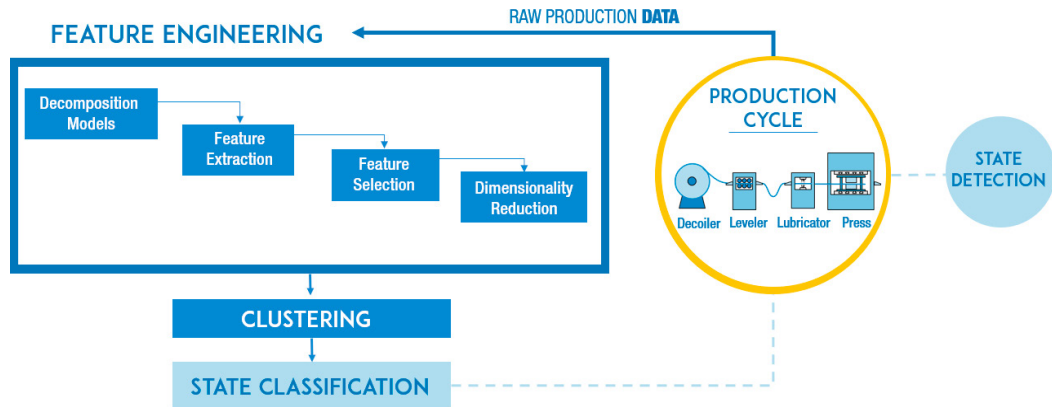 RAW PRODUCTION DATA
FEATURE ENGINEERING
Decomposition
Models
Feature
Extraction
Feature
Selection
Dimensionality
Reduction
CLUSTERING
STATE CLASSIFICATION
PRODUCTION
CYCLE
Decoiler Leveler Lubricator Press
STATE
DETECTION